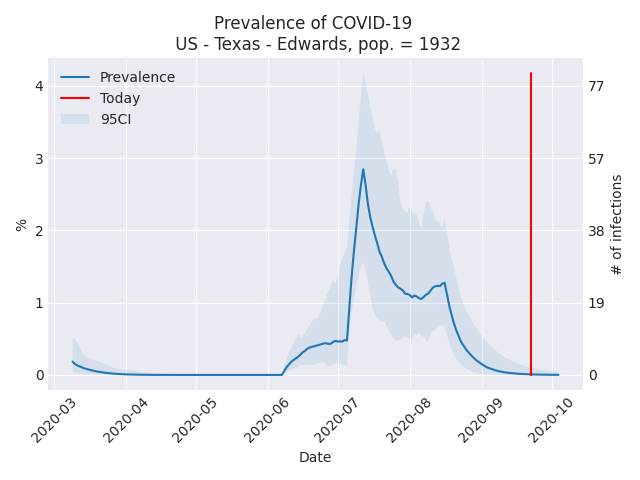 Prevalence of COVID-19
US - Texas - Edwards, pop. = 1932
Prevalence
Today
95CI
4
3
2
1
0
%
77
57
38
19
0
# of infections
2020-03
2020-04
2020-05
2020-06
2020-07
2020-08
2020-09
2020-10
Date